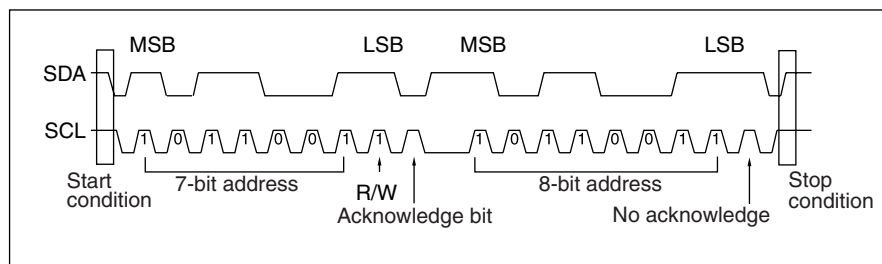 MSB LSB MSB LSB
SDA
SCL 1 0 1 1 0 0 1 1 1 0 1 0 0 1 1 1
Start condition
7-bit address
R/W
Acknowledge bit
8-bit address
No acknowledge
Stop condition